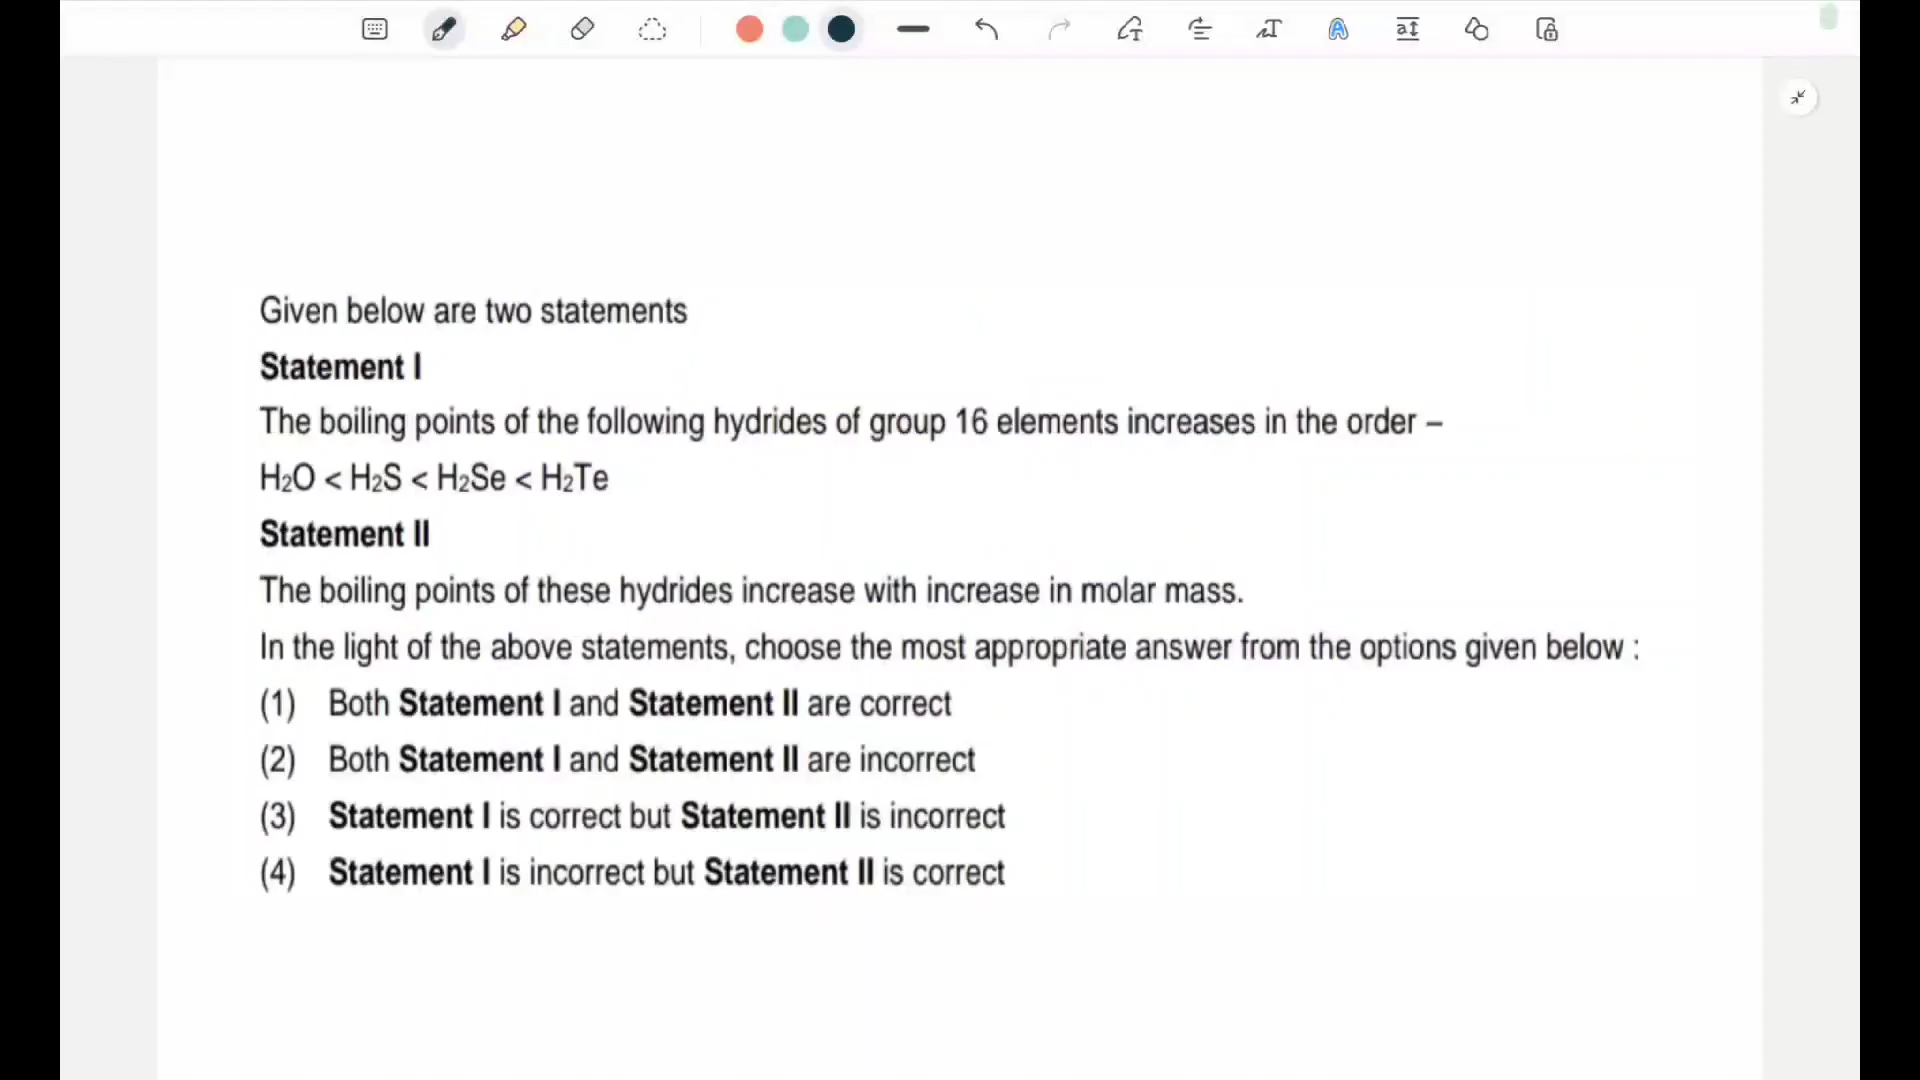 Given below are two statements
Statement I
The boiling points of the following hydrides of group 16 elements increases in the order –
H₂O < H₂S < H₂Se < H₂Te
Statement II
The boiling points of these hydrides increase with increase in molar mass.
In the light of the above statements, choose the most appropriate answer from the options given below :
(1) Both Statement I and Statement II are correct
(2) Both Statement I and Statement II are incorrect
(3) Statement I is correct but Statement II is incorrect
(4) Statement I is incorrect but Statement II is correct